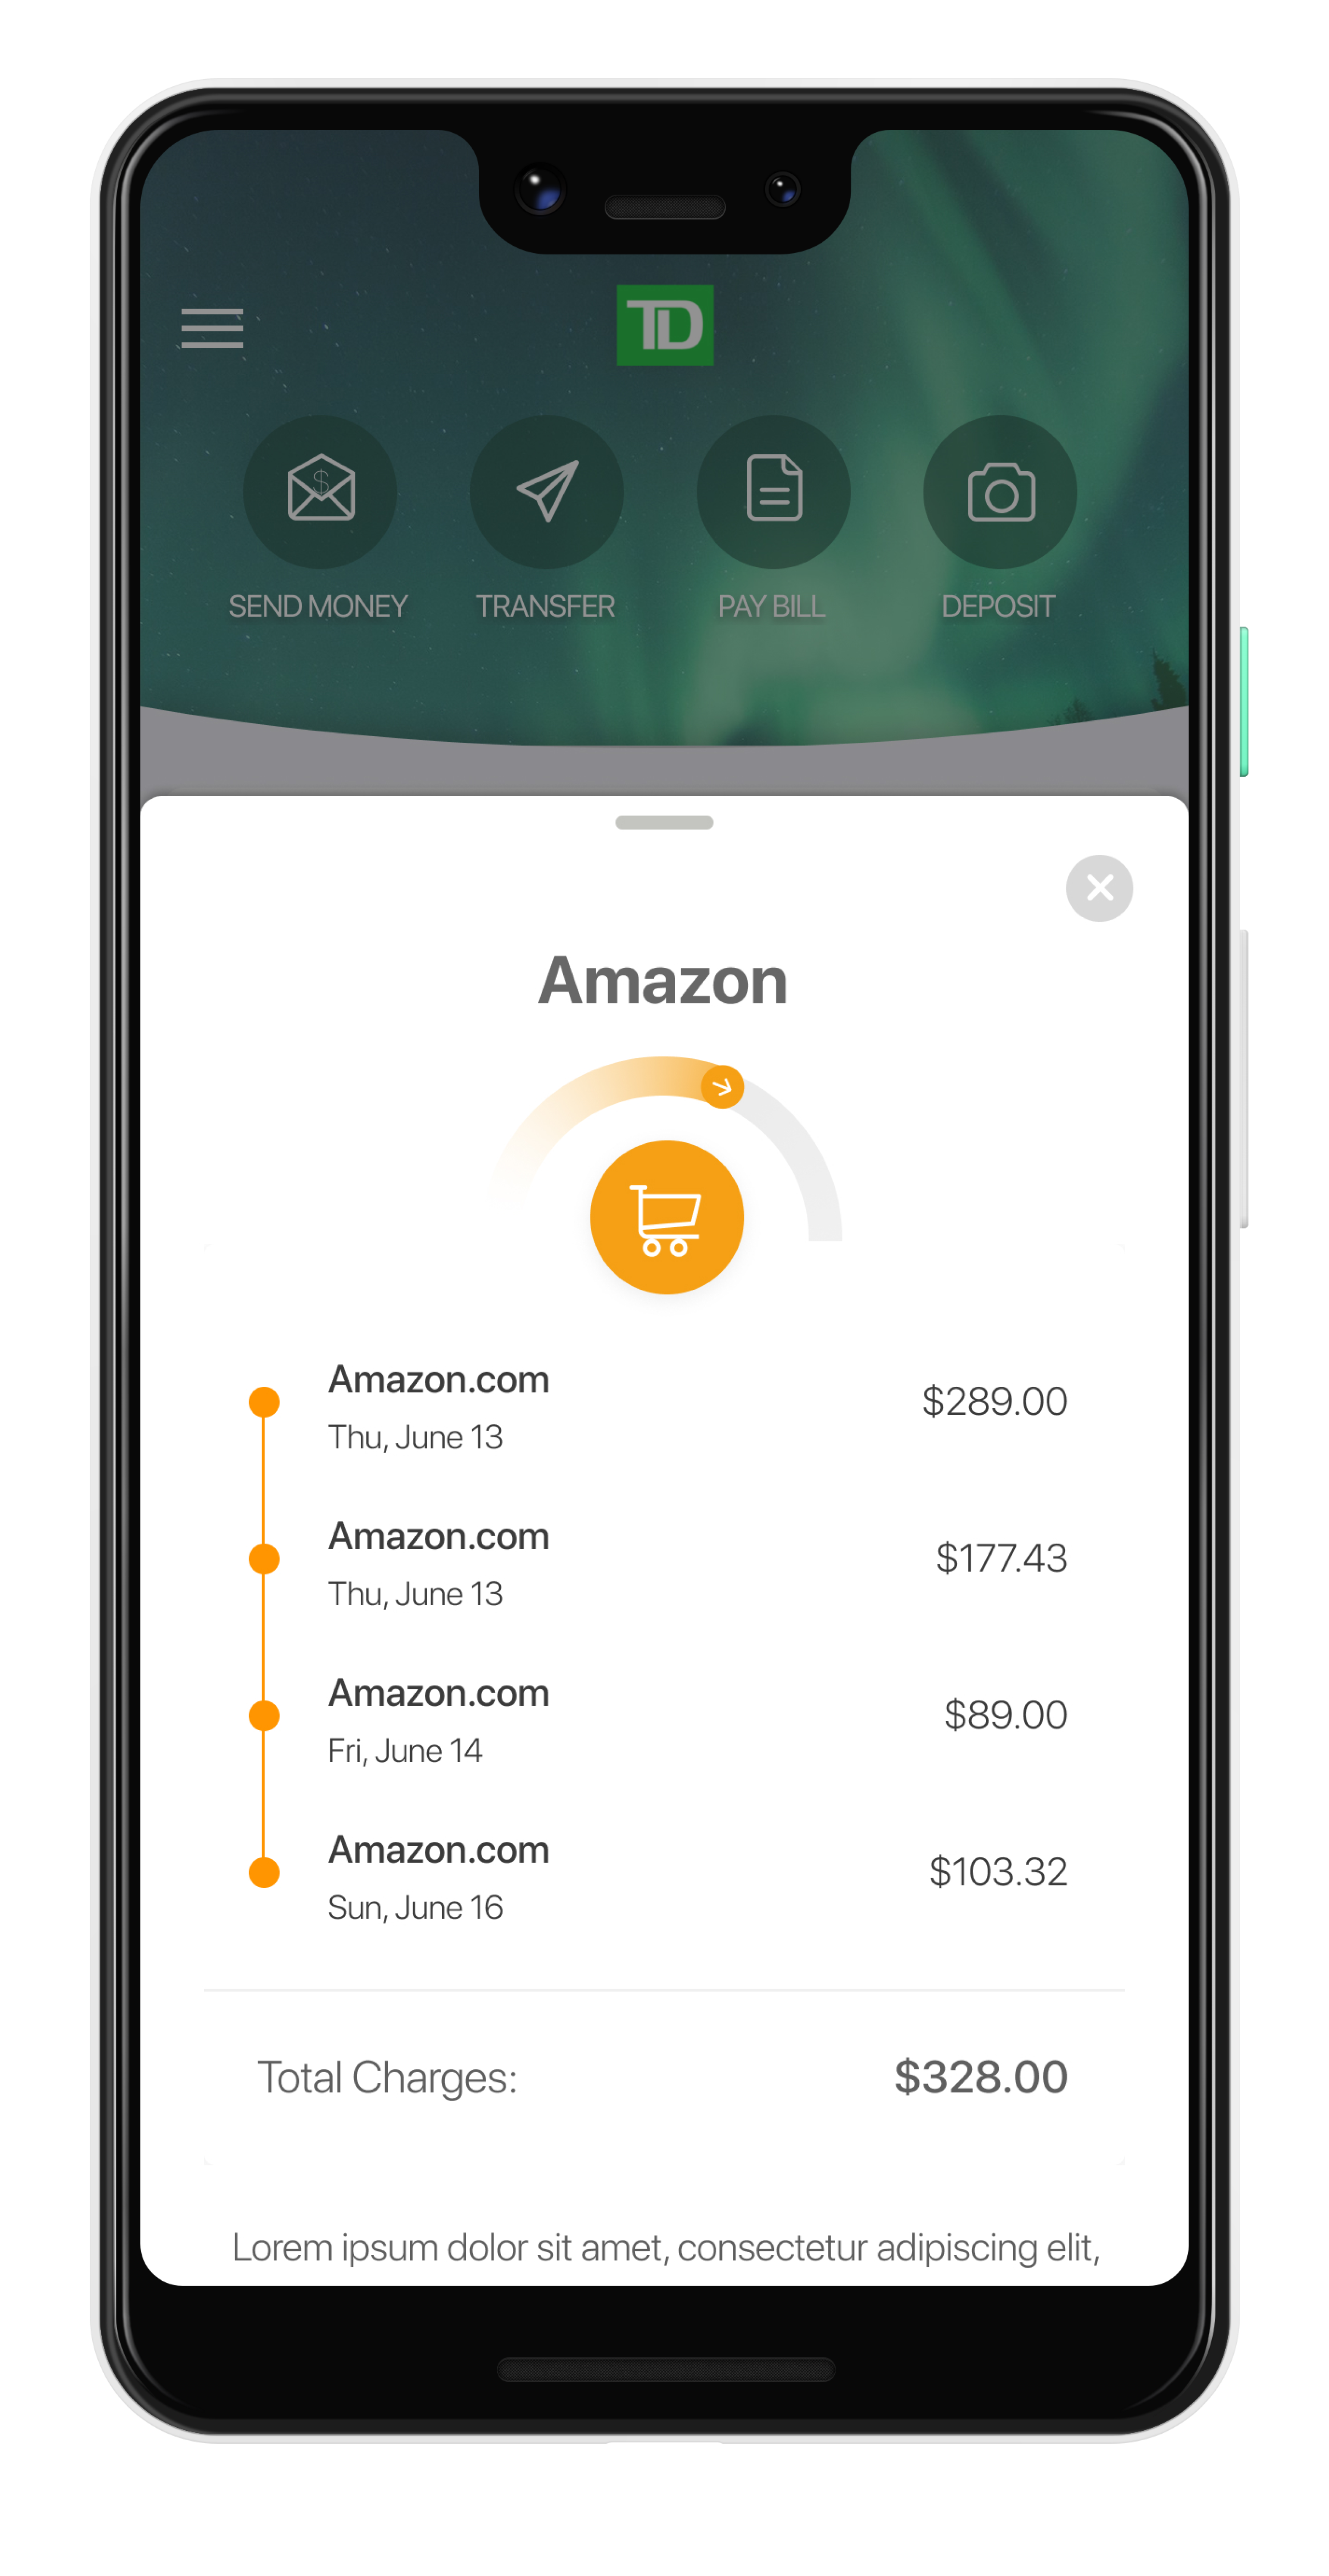 TD
SEND MONEY TRANSFER PAY BILL DEPOSIT
Amazon
Amazon.com $289.00
Thu, June 13
Amazon.com $177.43
Thu, June 13
Amazon.com $89.00
Fri, June 14
Amazon.com $103.32
Sun, June 16
Total Charges: $328.00
Lorem ipsum dolor sit amet, consectetur adipiscing elit,